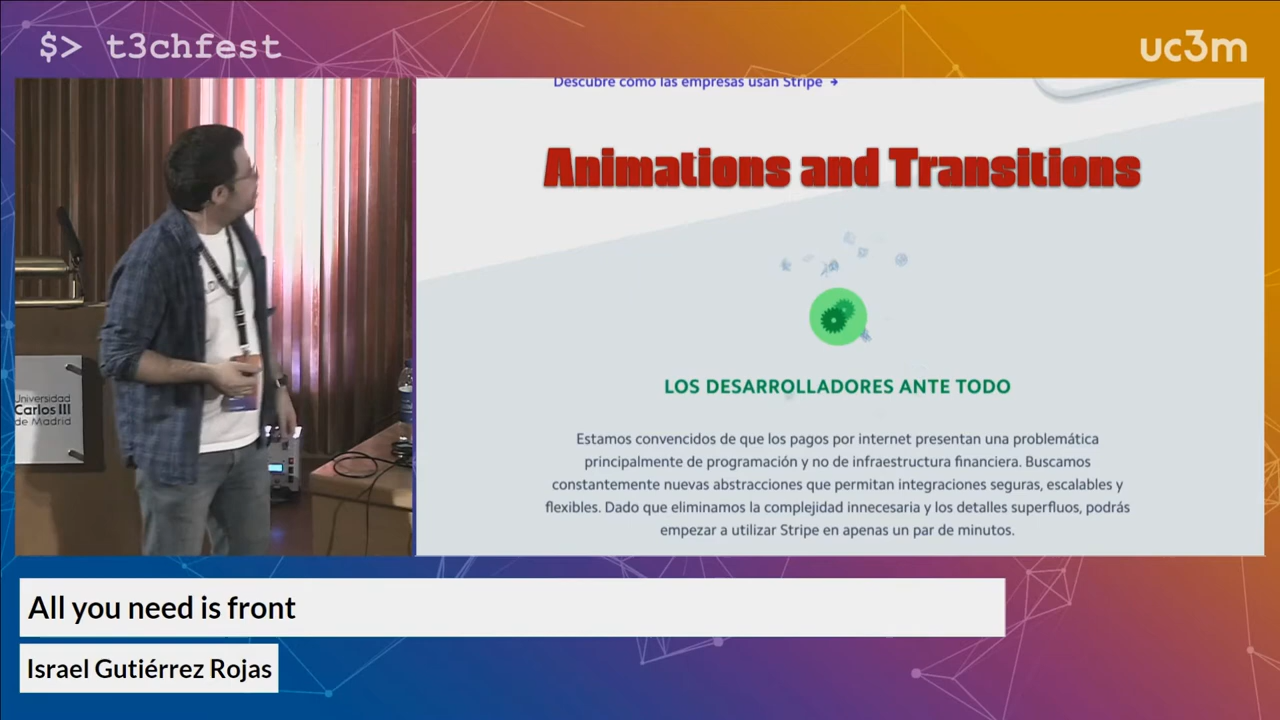 $> t3chfest
uc3m
Descubre cómo las empresas usan Stripe →
Animations and Transitions
LOS DESARROLLADORES ANTE TODO
Estamos convencidos de que los pagos por internet presentan una problemática
principalmente de programación y no de infraestructura financiera. Buscamos
constantemente nuevas abstracciones que permitan integraciones seguras, escalables y
flexibles. Dado que eliminamos la complejidad innecesaria y los detalles superfluos, podrás
empezar a utilizar Stripe en apenas un par de minutos.
Universidad
Carlos III
de Madrid
All you need is front
Israel Gutiérrez Rojas